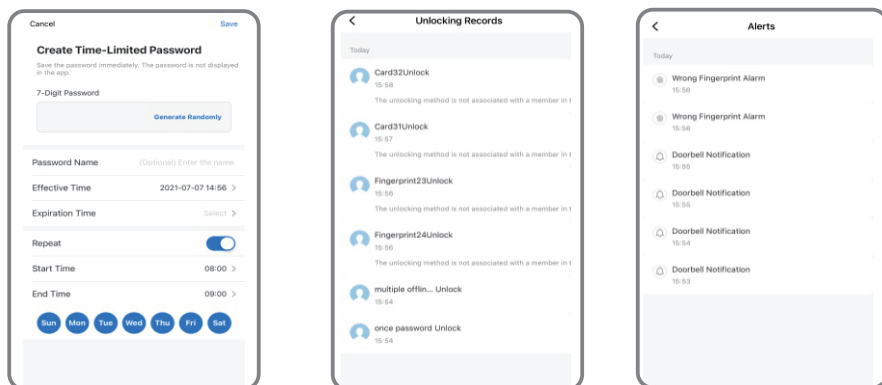 Cancel
Save
Create Time-Limited Password
Save the password immediately. The password is not displayed
in the app.
7-Digit Password
Generate Randomly
Password Name
(Optional) Enter the name.
Effective Time
2021-07-07 14:56 >
Expiration Time
Select >
Repeat
Start Time
08:00 >
End Time
09:00 >
Sun Mon Tue Wed Thu Fri Sat
Unlocking Records
Today
Card32Unlock
15:58
The unlocking method is not associated with a member in t
Card31Unlock
15:57
The unlocking method is not associated with a member in t
Fingerprint23Unlock
15:56
The unlocking method is not associated with a member in t
Fingerprint24Unlock
15:56
The unlocking method is not associated with a member in t
multiple offlin... Unlock
15:54
once password Unlock
15:54
Alerts
Today
Wrong Fingerprint Alarm
15:56
Wrong Fingerprint Alarm
15:56
Doorbell Notification
15:55
Doorbell Notification
15:55
Doorbell Notification
15:54
Doorbell Notification
15:53